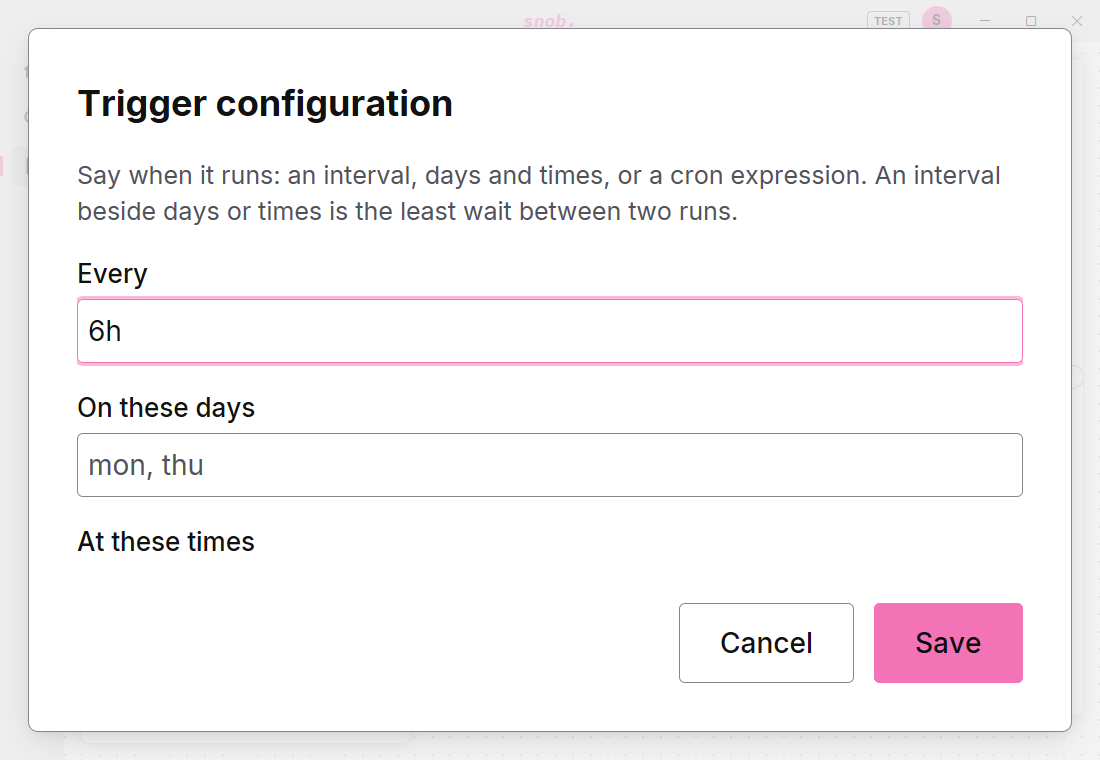 snob.
TEST
S
Trigger configuration
Say when it runs: an interval, days and times, or a cron expression. An interval
beside days or times is the least wait between two runs.
Every
6h
On these days
mon, thu
At these times
Cancel
Save